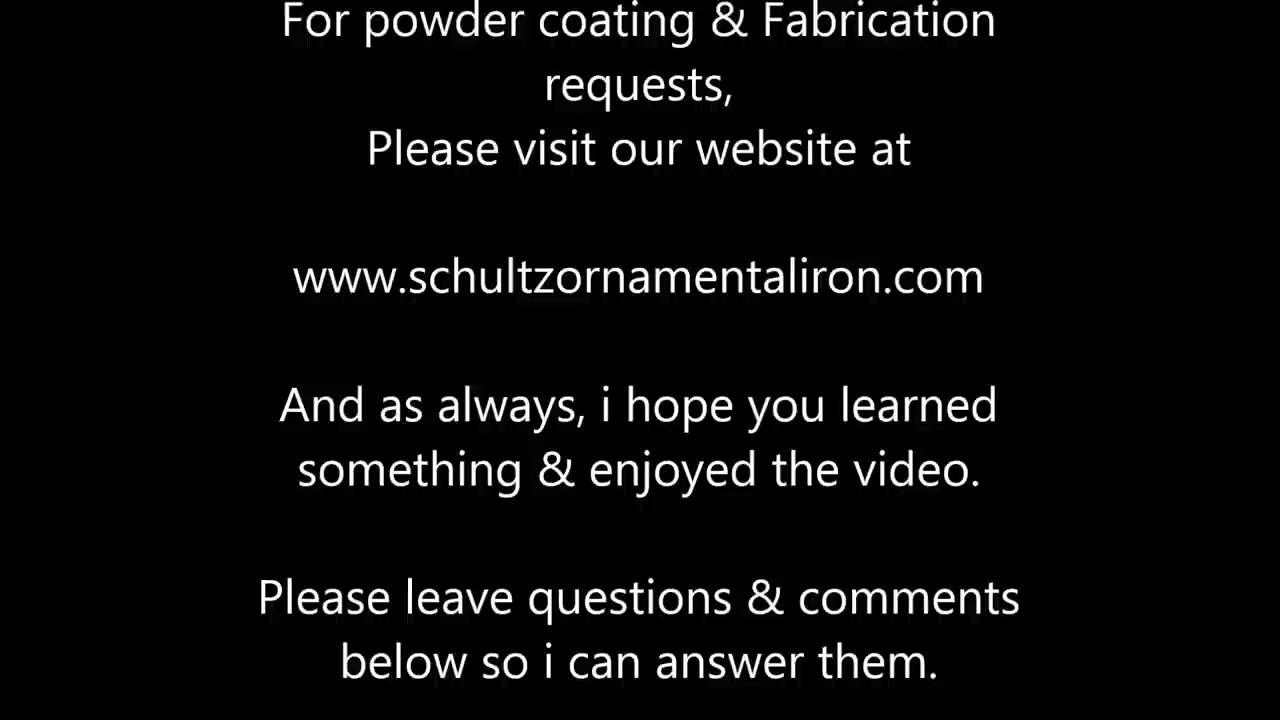 For powder coating & Fabrication
requests,
Please visit our website at
www.schultzornamentaliron.com
And as always, i hope you learned
something & enjoyed the video.
Please leave questions & comments
below so i can answer them.